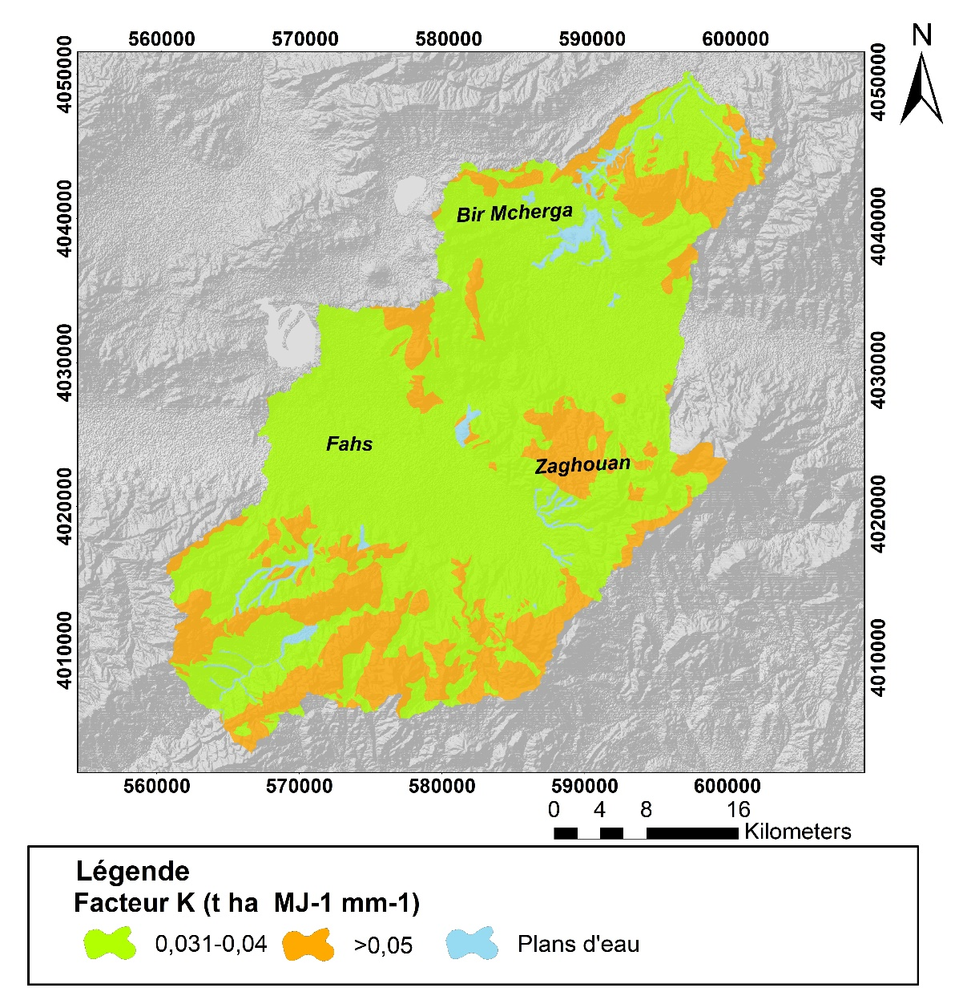 560000 570000 580000 590000 600000
N
4050000
4040000
4030000
4020000
4010000
4050000
4040000
4030000
4020000
4010000
Bir Mcherga
Fahs
Zaghouan
560000 570000 580000 590000 600000
0 4 8 16
Kilometers
Légende
Facteur K (t ha MJ-1 mm-1)
0,031-0,04 >0,05 Plans d'eau